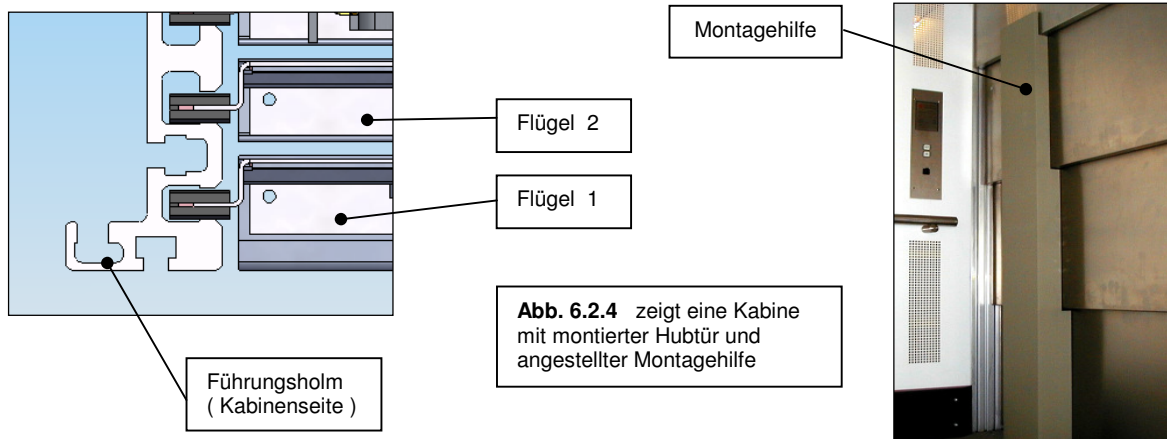 Montagehilfe
Flügel 2
Flügel 1
Abb. 6.2.4 zeigt eine Kabine
mit montierter Hubtür und
angestellter Montagehilfe
Führungsholm
( Kabinenseite )